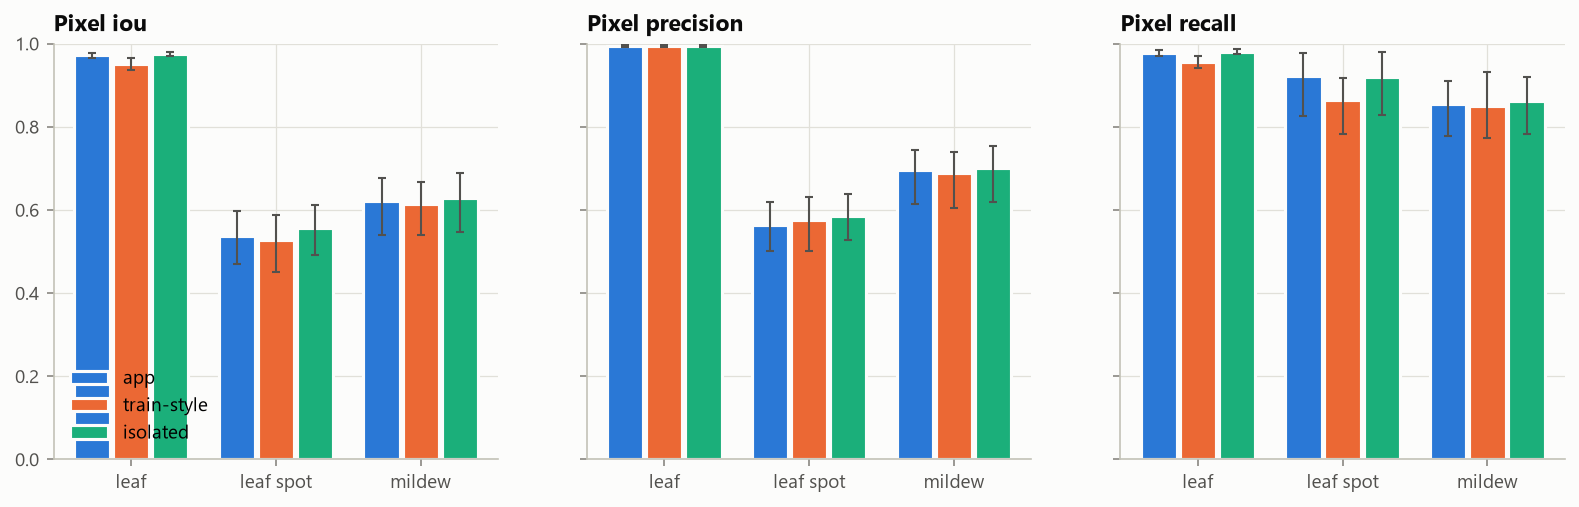 Pixel iou
Pixel precision
Pixel recall
1.0
0.8
0.6
0.4
0.2
0.0
app
train-style
isolated
leaf
leaf spot
mildew
leaf
leaf spot
mildew
leaf
leaf spot
mildew